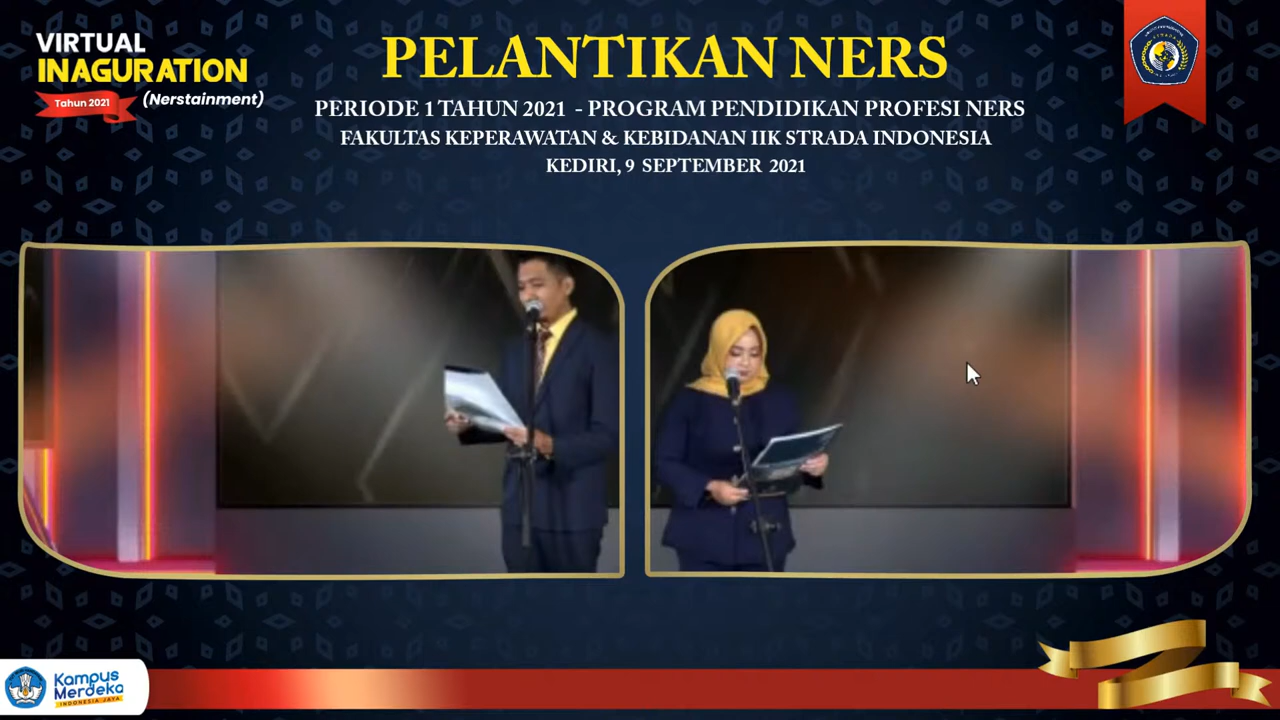 VIRTUAL
INAGURATION
Tahun 2021
(Nerstainment)
PELANTIKAN NERS
PERIODE 1 TAHUN 2021 - PROGRAM PENDIDIKAN PROFESI NERS
FAKULTAS KEPERAWATAN & KEBIDANAN IIK STRADA INDONESIA
KEDIRI, 9 SEPTEMBER 2021
Kampus
Merdeka
INDONESIA JAYA